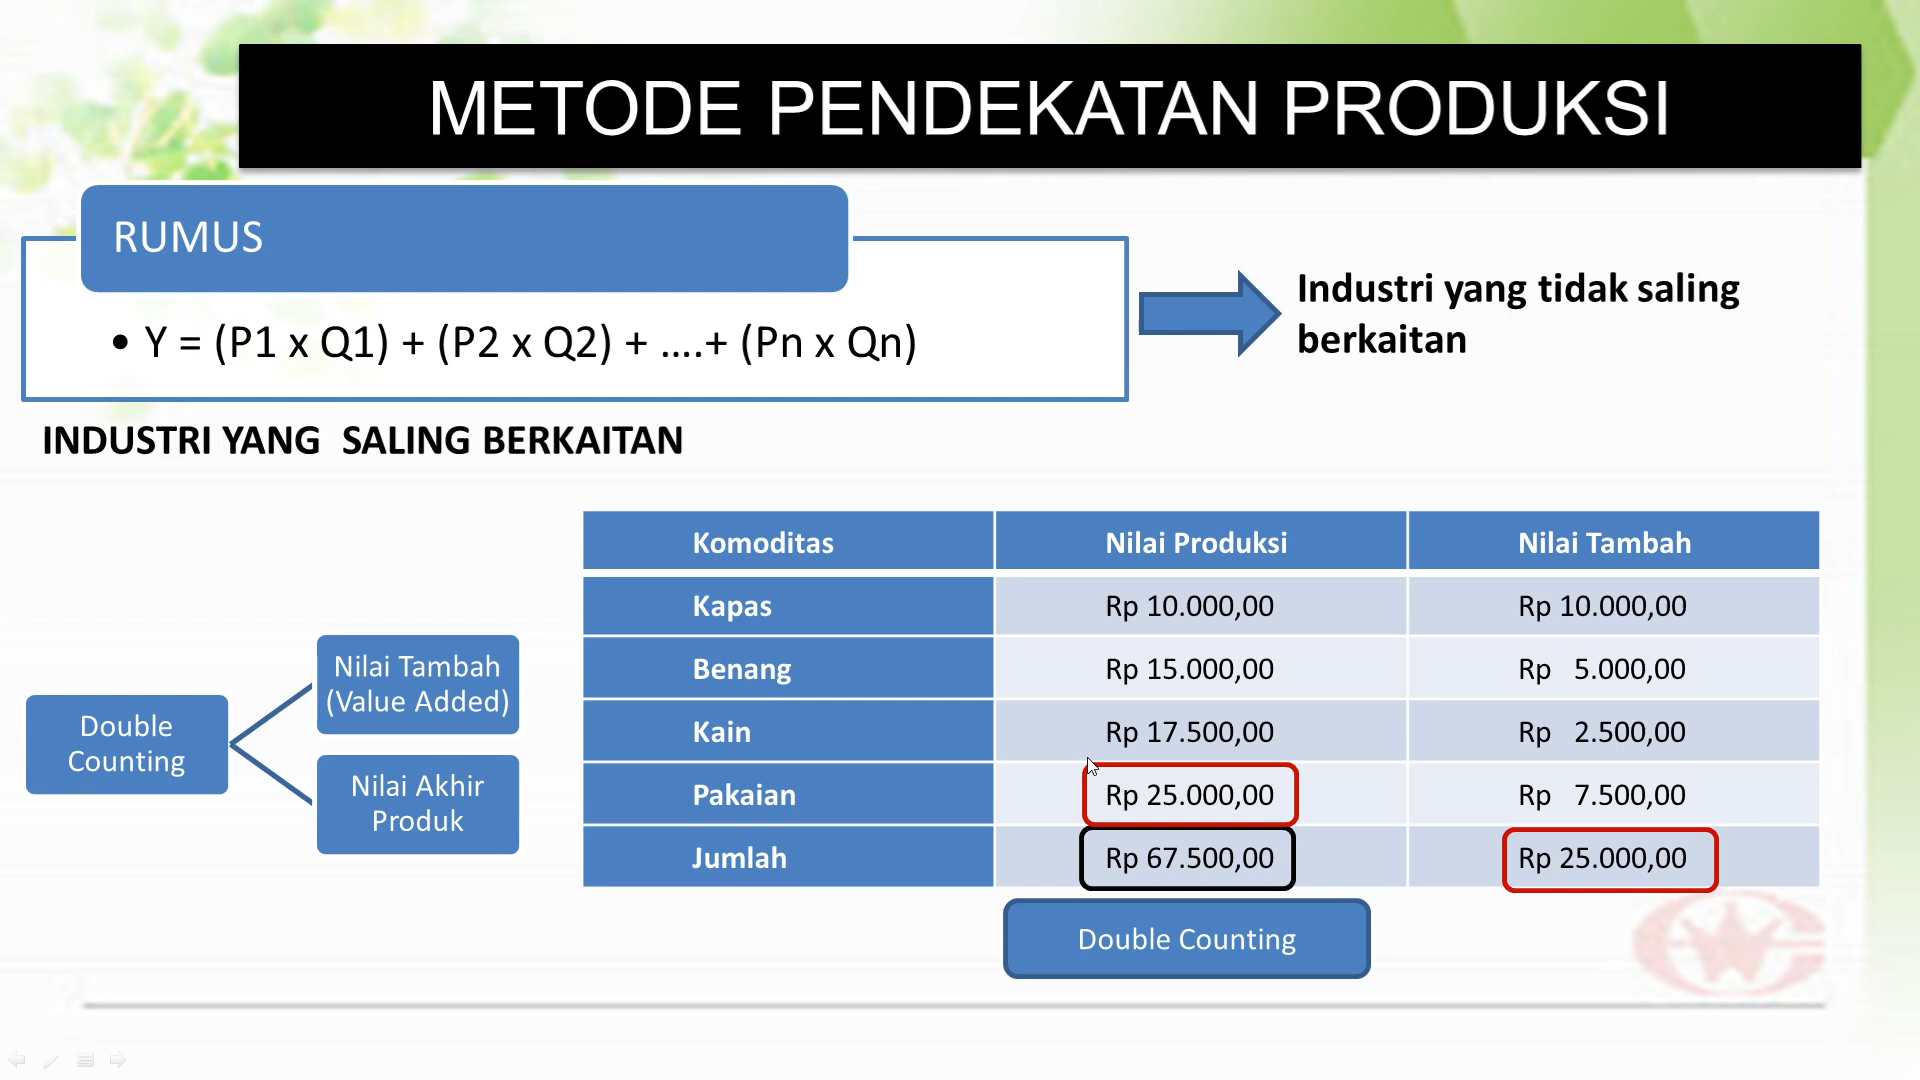 METODE PENDEKATAN PRODUKSI
RUMUS
• Y = (P1 x Q1) + (P2 x Q2) + ....+ (Pn x Qn)
Industri yang tidak saling
berkaitan
INDUSTRI YANG SALING BERKAITAN
Double
Counting
Nilai Tambah
(Value Added)
Nilai Akhir
Produk
Komoditas Nilai Produksi Nilai Tambah
Kapas Rp 10.000,00 Rp 10.000,00
Benang Rp 15.000,00 Rp 5.000,00
Kain Rp 17.500,00 Rp 2.500,00
Pakaian Rp 25.000,00 Rp 7.500,00
Jumlah Rp 67.500,00 Rp 25.000,00
Double Counting